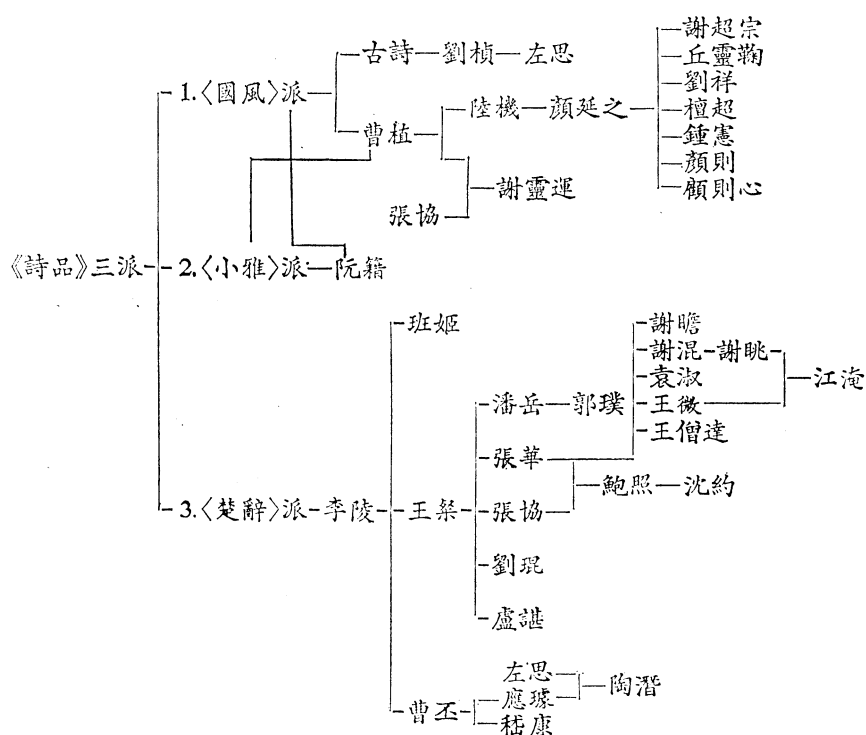 《詩品》三派
1.〈國風〉派
古詩
劉楨
左思
曹植
陸機
顏延之
謝超宗
丘靈鞠
劉祥
檀超
鍾憲
顏則
顧則心
謝靈運
張協
2.〈小雅〉派
阮籍
3.〈楚辭〉派
李陵
班姬
王粲
潘岳
郭璞
張華
謝瞻
謝混
謝眺
袁淑
王微
王僧達
江淹
張協
鮑照
沈約
劉琨
盧諶
曹丕
左思
應璩
嵇康
陶潛